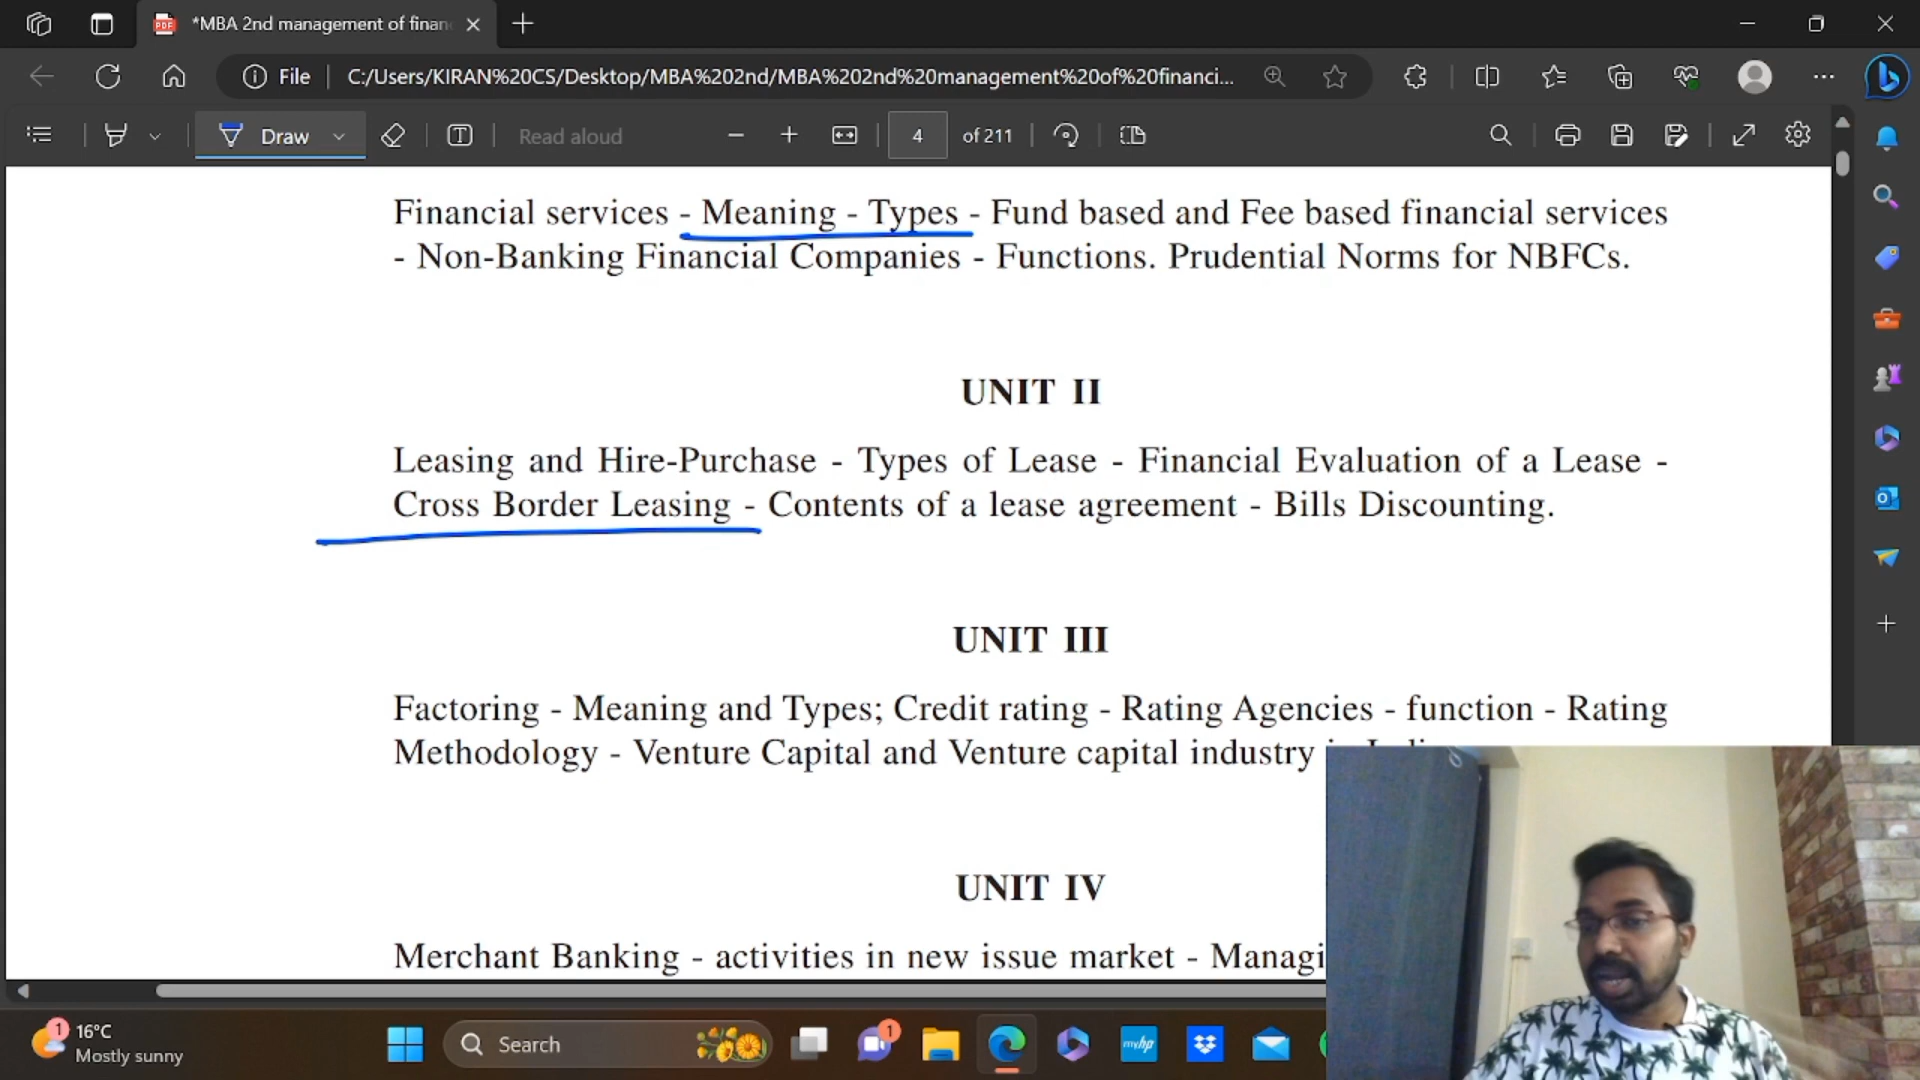 *MBA 2nd management of finan
File
C:/Users/KIRAN%20CS/Desktop/MBA%202nd/MBA%202nd%20management%20of%20financi...
Draw
Read aloud
4 of 211
Financial services - Meaning - Types - Fund based and Fee based financial services
- Non-Banking Financial Companies - Functions. Prudential Norms for NBFCs.
UNIT II
Leasing and Hire-Purchase - Types of Lease - Financial Evaluation of a Lease -
Cross Border Leasing - Contents of a lease agreement - Bills Discounting.
UNIT III
Factoring - Meaning and Types; Credit rating - Rating Agencies - function - Rating
Methodology - Venture Capital and Venture capital industry
UNIT IV
Merchant Banking - activities in new issue market - Managi
1
16°C
Mostly sunny
Search
1
myhp